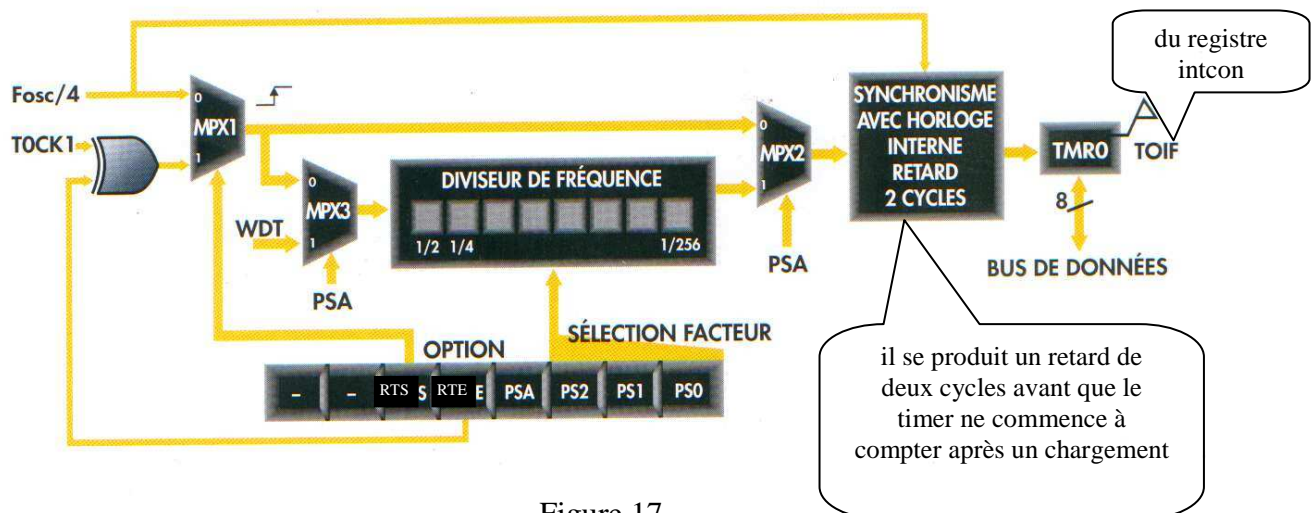 du registre
intcon
Fosc/4
T0CK1
0
MPX1
1
0
MPX3
1
WDT
PSA
DIVISEUR DE FRÉQUENCE
1/2 1/4 1/256
0
MPX2
1
PSA
SYNCHRONISME
AVEC HORLOGE
INTERNE
RETARD
2 CYCLES
TMR0
TOIF
8
BUS DE DONNÉES
SÉLECTION FACTEUR
OPTION
- - RTS S RTE E PSA PS2 PS1 PS0
il se produit un retard de
deux cycles avant que le
timer ne commence à
compter après un chargement
Figure 17